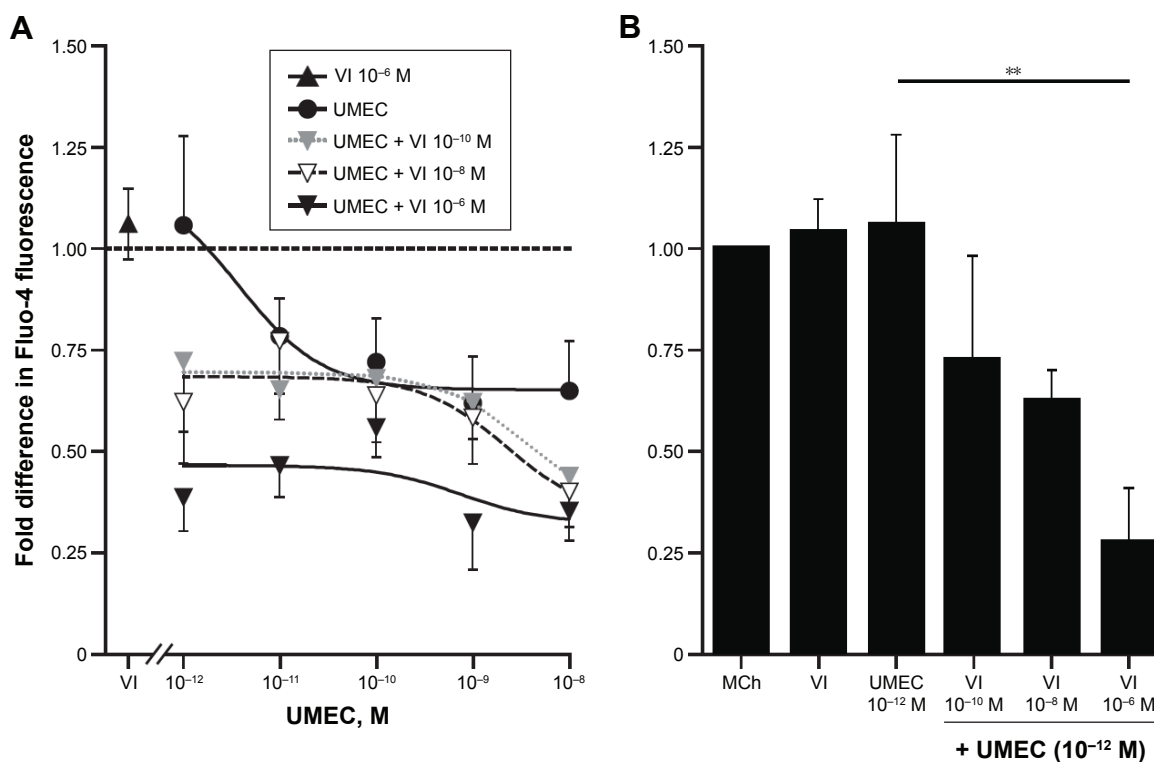 A
Fold difference in Fluo-4 fluorescence
1.50
1.25
1.00
0.75
0.50
0.25
0
VI 10⁻⁶ M
UMEC
UMEC + VI 10⁻¹⁰ M
UMEC + VI 10⁻⁸ M
UMEC + VI 10⁻⁶ M
VI 10⁻¹² 10⁻¹¹ 10⁻¹⁰ 10⁻⁹ 10⁻⁸
UMEC, M
B
1.50
1.25
1.00
0.75
0.50
0.25
0
**
MCh VI UMEC VI VI VI
10⁻¹² M 10⁻¹⁰ M 10⁻⁸ M 10⁻⁶ M
+ UMEC (10⁻¹² M)